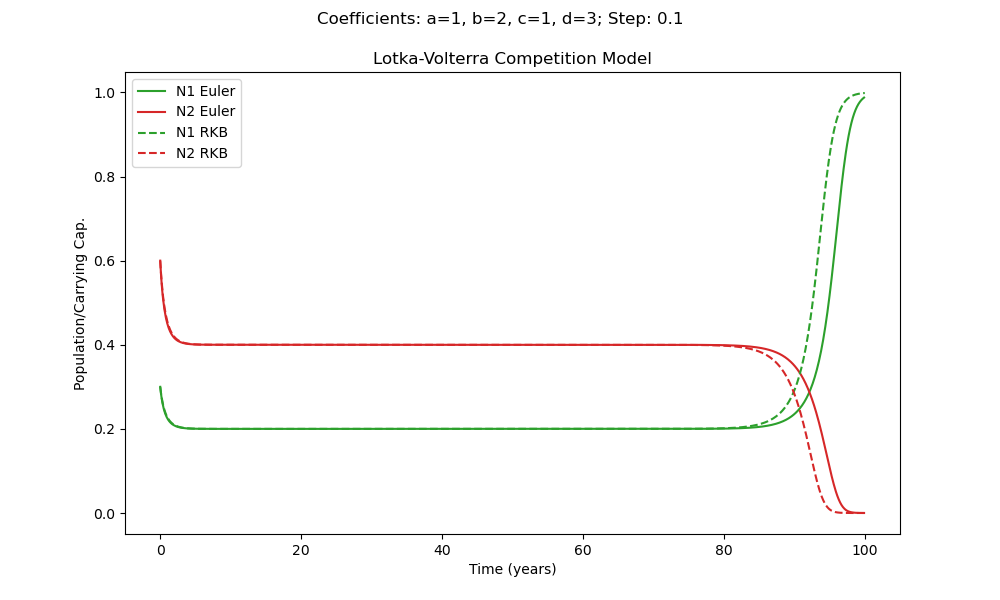 Coefficients: a=1, b=2, c=1, d=3; Step: 0.1
Lotka-Volterra Competition Model
N1 Euler
N2 Euler
N1 RKB
N2 RKB
Population/Carrying Cap.
1.0
0.8
0.6
0.4
0.2
0.0
0
20
40
60
80
100
Time (years)